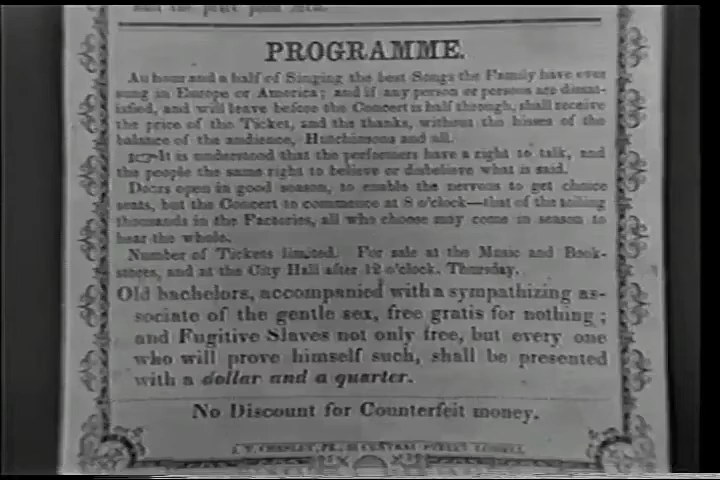 PROGRAMME.
An hour and a half of Singing the best Songs the Family have ever
sung in Europe or America; and if any person or persons are dissat-
isfied, and will leave before the Concert is half through, shall receive
the price of the Ticket, and the thanks, without the hisses of the
balance of the audience, Hutchinsons and all.
☞It is understood that the performers have a right to talk, and
the people the same right to believe or disbelieve what is said.
Doors open in good season, to enable the nervous to get choice
seats, but the Concert to commence at 8 o'clock—that of the toiling
thousands in the Factories, all who choose may come in season to
hear the whole.
Number of Tickets limited. For sale at the Music and Book-
stores, and at the City Hall after 12 o'clock, Thursday.
Old bachelors, accompanied with a sympathizing as-
sociate of the gentle sex, free gratis for nothing;
and Fugitive Slaves not only free, but every one
who will prove himself such, shall be presented
with a dollar and a quarter.
No Discount for Counterfeit money.
CENTRAL STREET LOWELL